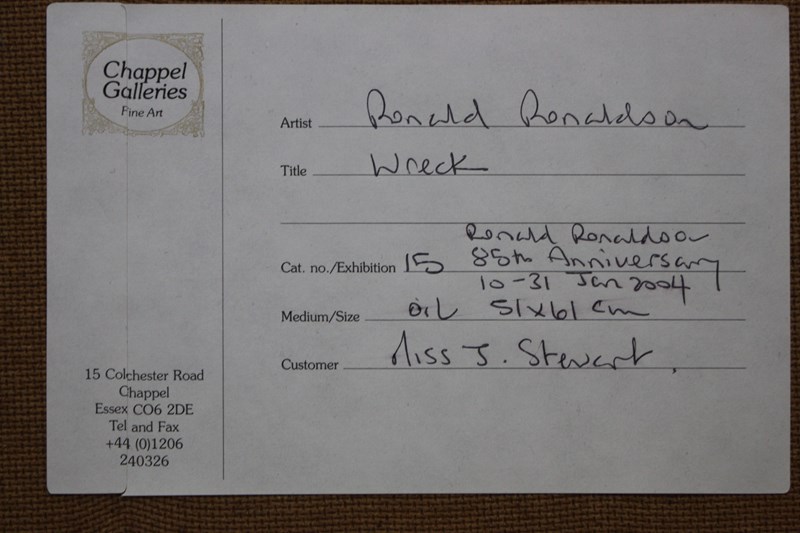 Chappel
Galleries
Fine Art
Artist Ronald Ronaldson
Title Wreck
Ronald Ronaldson
Cat. no./Exhibition 15 85th Anniversary
10-31 Jan 2004
Medium/Size oil 51x61 cm
Customer Miss J. Stewart.
15 Colchester Road
Chappel
Essex CO6 2DE
Tel and Fax
+44 (0)1206
240326